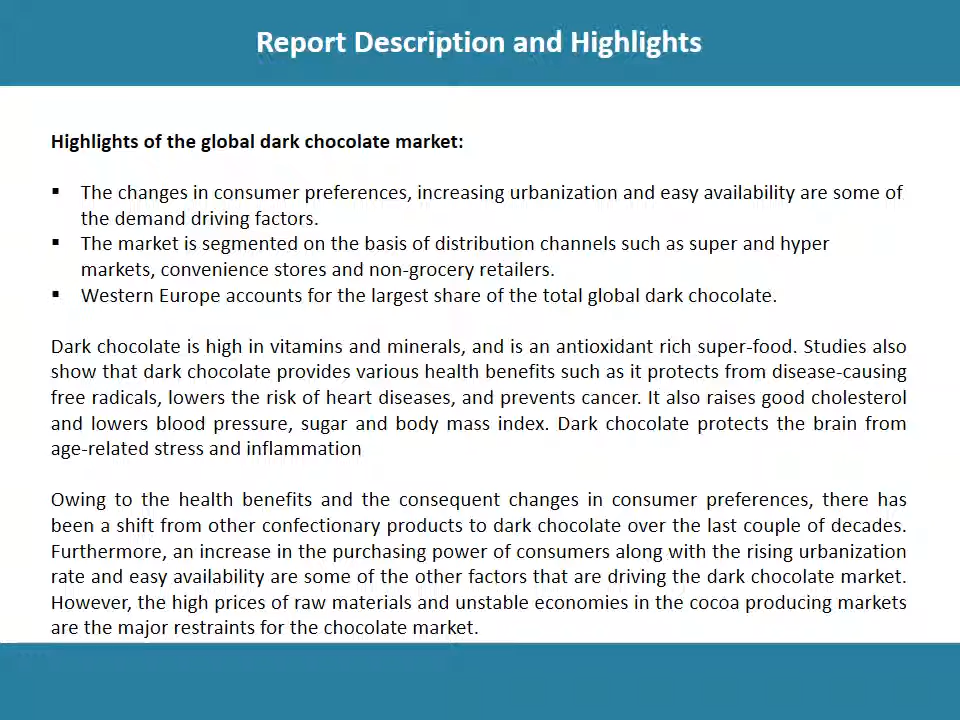 Report Description and Highlights
Highlights of the global dark chocolate market:
▪ The changes in consumer preferences, increasing urbanization and easy availability are some of
the demand driving factors.
▪ The market is segmented on the basis of distribution channels such as super and hyper
markets, convenience stores and non-grocery retailers.
▪ Western Europe accounts for the largest share of the total global dark chocolate.
Dark chocolate is high in vitamins and minerals, and is an antioxidant rich super-food. Studies also
show that dark chocolate provides various health benefits such as it protects from disease-causing
free radicals, lowers the risk of heart diseases, and prevents cancer. It also raises good cholesterol
and lowers blood pressure, sugar and body mass index. Dark chocolate protects the brain from
age-related stress and inflammation
Owing to the health benefits and the consequent changes in consumer preferences, there has
been a shift from other confectionary products to dark chocolate over the last couple of decades.
Furthermore, an increase in the purchasing power of consumers along with the rising urbanization
rate and easy availability are some of the other factors that are driving the dark chocolate market.
However, the high prices of raw materials and unstable economies in the cocoa producing markets
are the major restraints for the chocolate market.